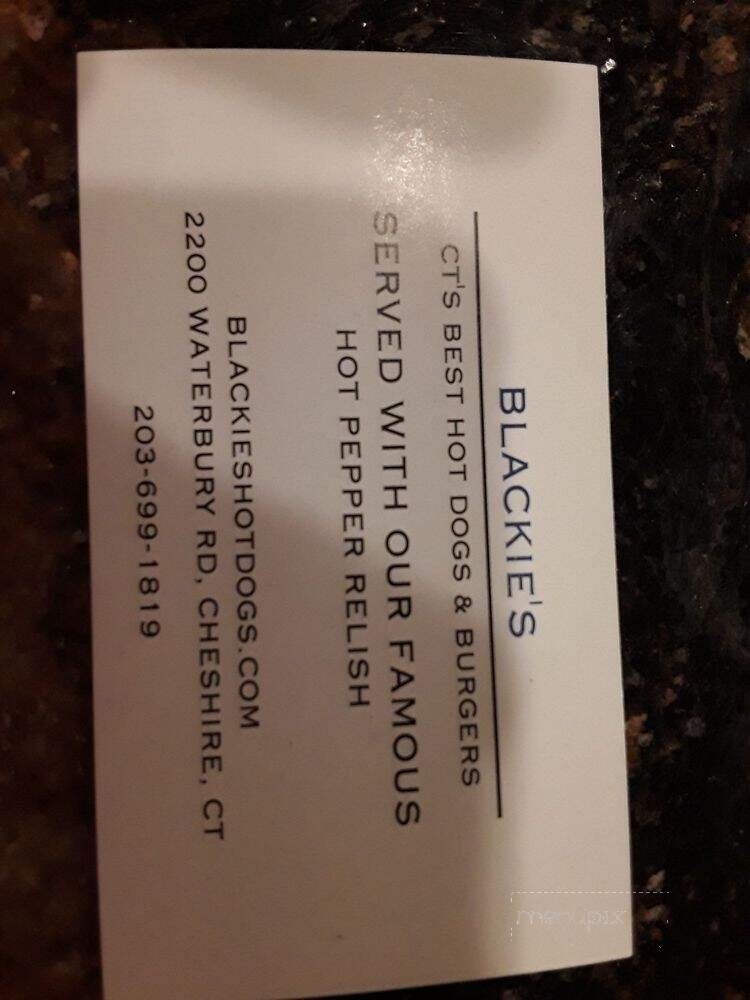 BLACKIE'S
CT'S BEST HOT DOGS & BURGERS
SERVED WITH OUR FAMOUS
HOT PEPPER RELISH
BLACKIESHOTDOGS.COM
2200 WATERBURY RD, CHESHIRE, CT
203-699-1819
menupix